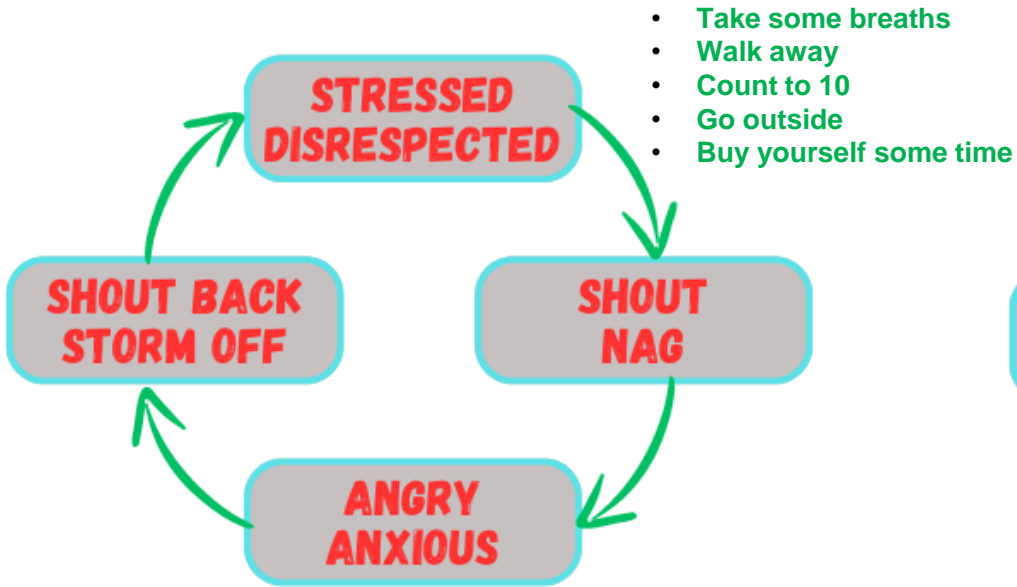 • Take some breaths
• Walk away
• Count to 10
• Go outside
• Buy yourself some time
STRESSED
DISRESPECTED
SHOUT BACK
STORM OFF
SHOUT
NAG
ANGRY
ANXIOUS